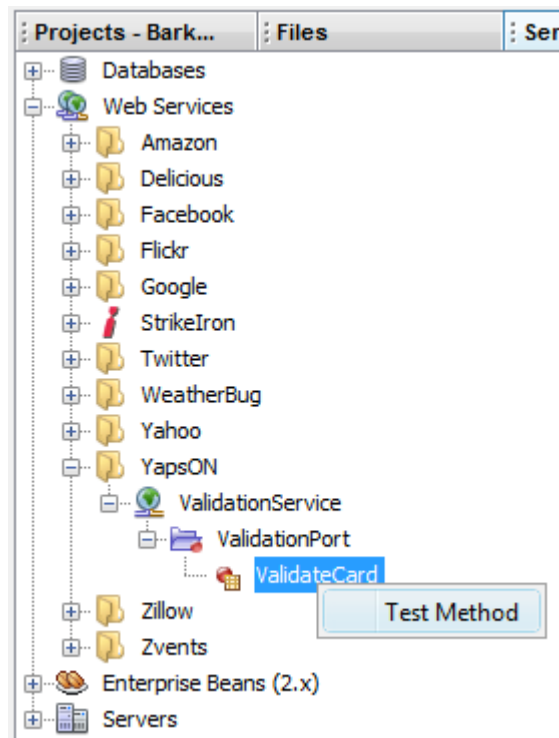 Projects - Bark... Files Ser
Databases
Web Services
Amazon
Delicious
Facebook
Flickr
Google
StrikeIron
Twitter
WeatherBug
Yahoo
YapsON
ValidationService
ValidationPort
ValidateCard
Test Method
Zillow
Zvents
Enterprise Beans (2.x)
Servers